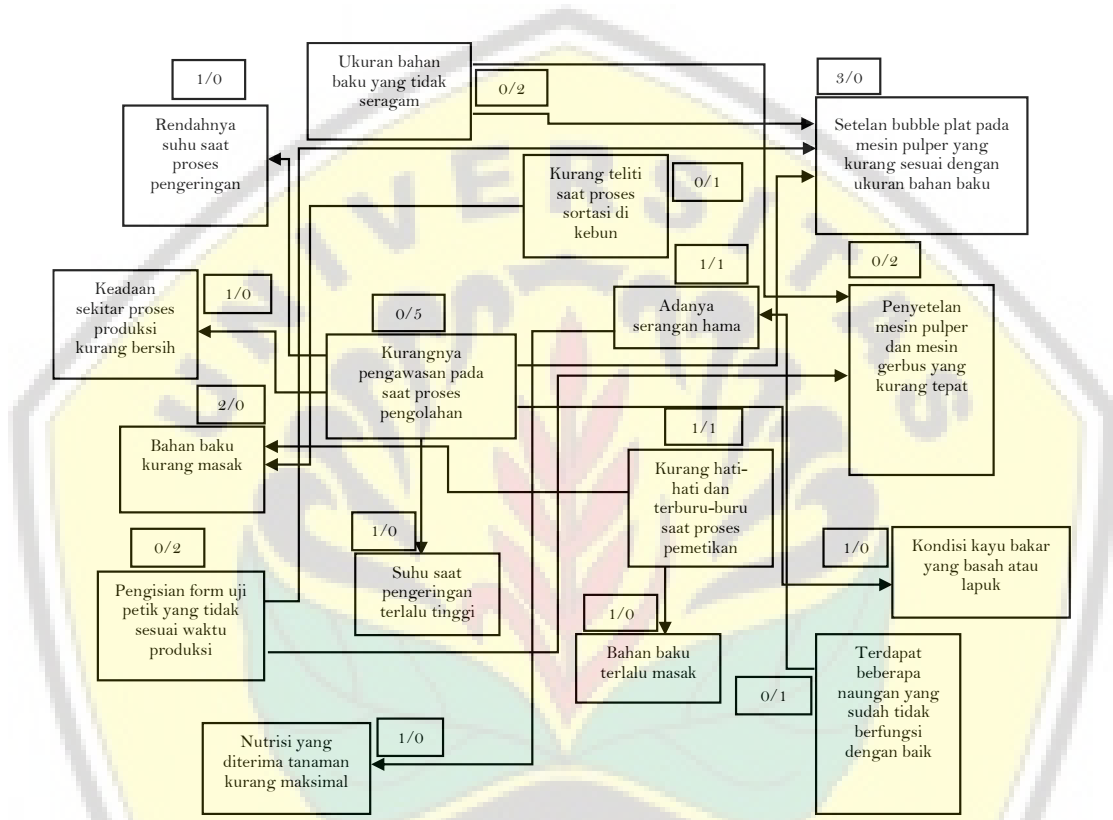 Ukuran bahan
baku yang tidak
seragam
1/0
0/2
3/0
Rendahnya
suhu saat
proses
pengeringan
Setelan bubble plat pada
mesin pulper yang
kurang sesuai dengan
ukuran bahan baku
Kurang teliti
saat proses
sortasi di
kebun
0/1
1/1
0/2
Keadaan
sekitar proses
produksi
kurang bersih
1/0
0/5
Adanya
serangan hama
Penyetelan
mesin pulper
dan mesin
gerbus yang
kurang tepat
Kurangnya
pengawasan pada
saat proses
pengolahan
2/0
1/1
Bahan baku
kurang masak
Kurang hati-
hati dan
terburu-buru
saat proses
pemetikan
0/2
1/0
1/0
Kondisi kayu bakar
yang basah atau
lapuk
Pengisian form uji
petik yang tidak
sesuai waktu
produksi
Suhu saat
pengeringan
terlalu tinggi
1/0
Bahan baku
terlalu masak
0/1
Terdapat
beberapa
naungan yang
sudah tidak
berfungsi
dengan baik
Nutrisi yang
diterima tanaman
kurang maksimal
1/0
UNIVERSITAS